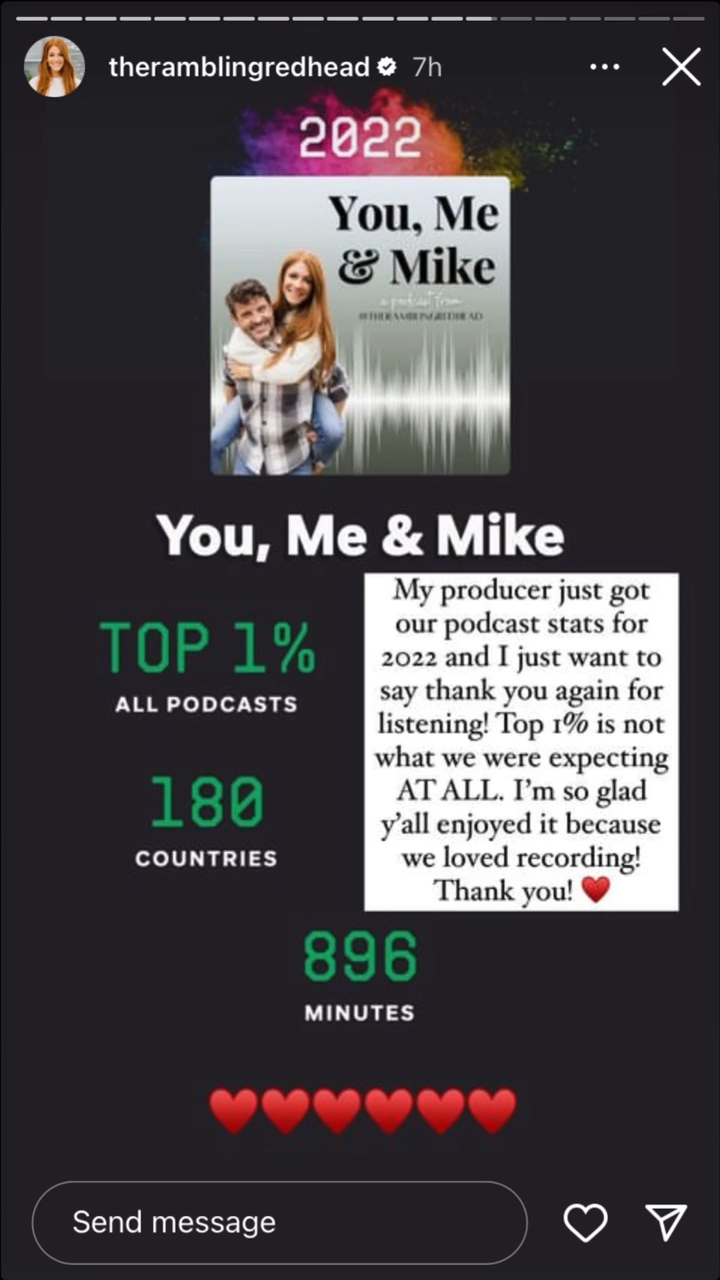 theramblingredhead 7h
2022
You, Me
& Mike
a podcast from
@THERAMBLINGREDHEAD
You, Me & Mike
TOP 1%
ALL PODCASTS
180
COUNTRIES
My producer just got
our podcast stats for
2022 and I just want to
say thank you again for
listening! Top 1% is not
what we were expecting
AT ALL. I’m so glad
y’all enjoyed it because
we loved recording!
Thank you! ♥️
896
MINUTES
Send message